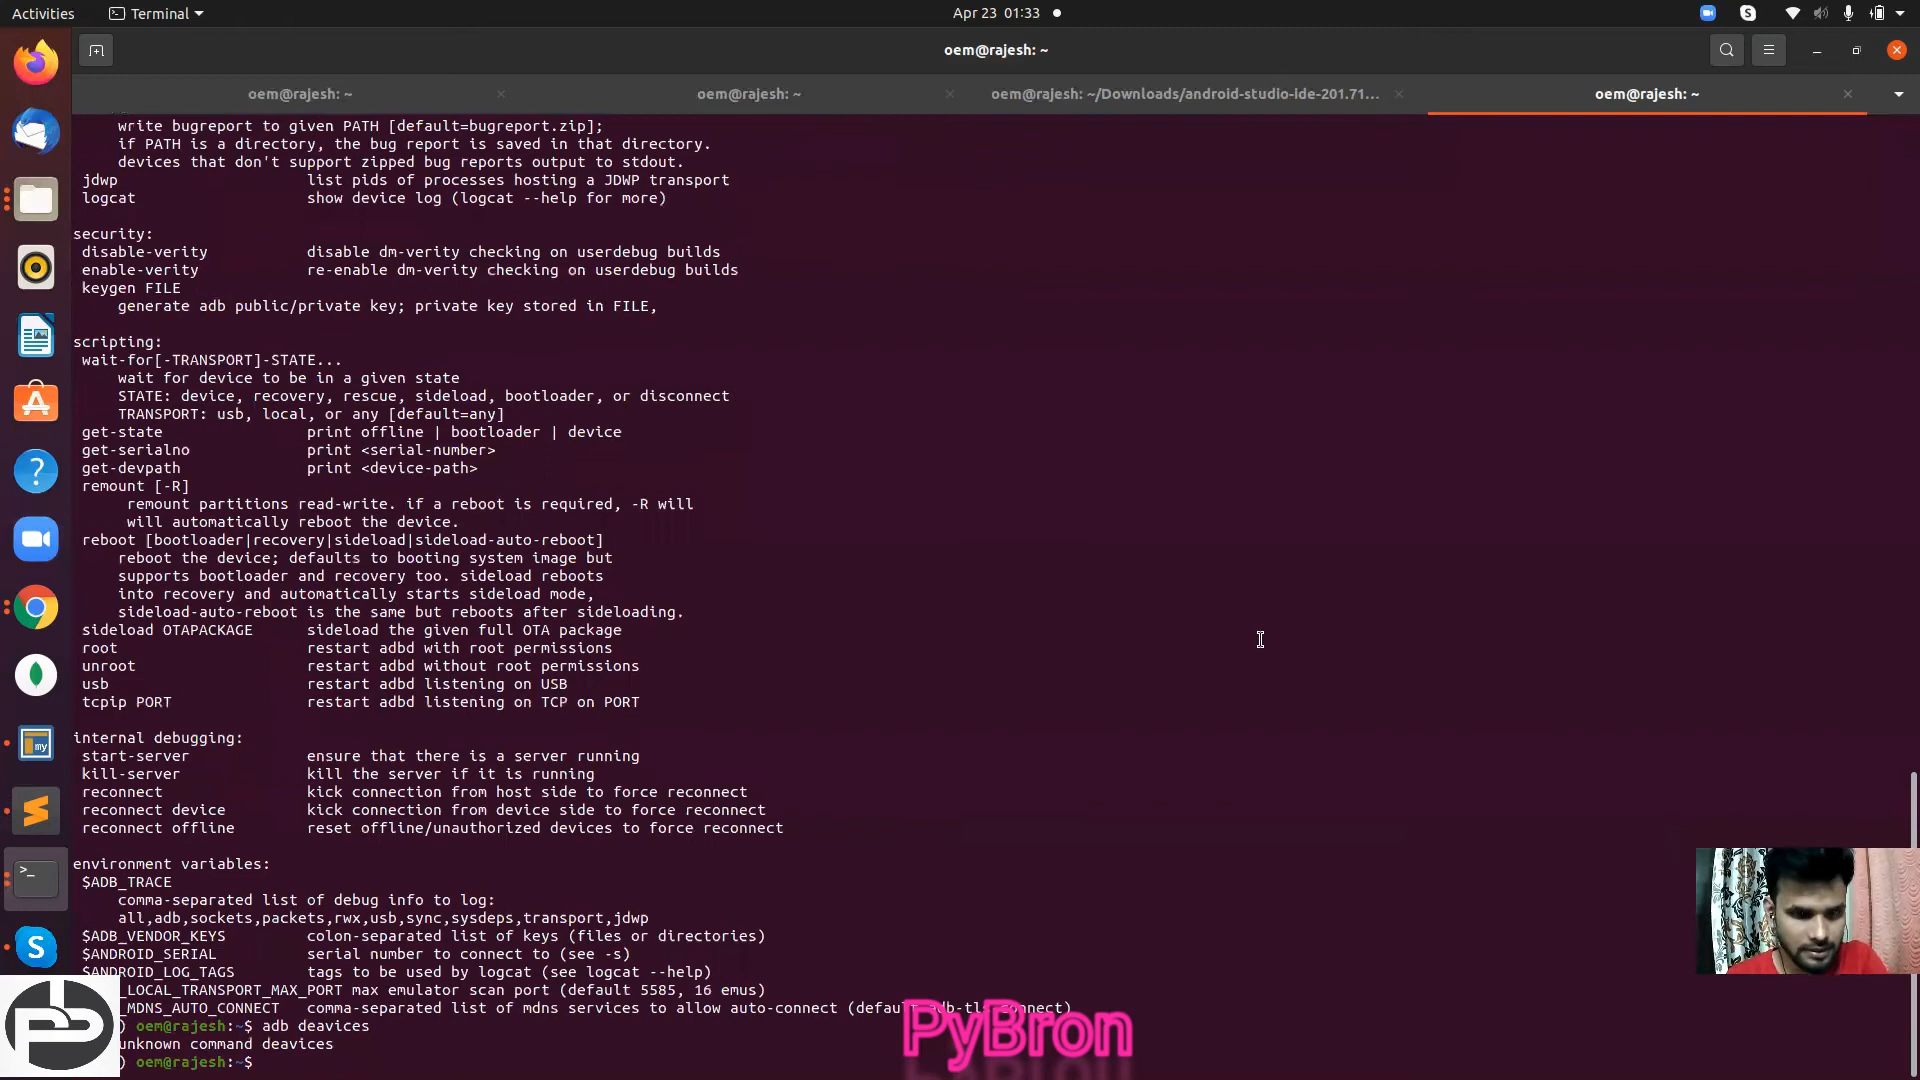 Activities
Terminal
Apr 23 01:33
oem@rajesh: ~
oem@rajesh: ~
oem@rajesh: ~
oem@rajesh: ~/Downloads/android-studio-ide-201.71...
oem@rajesh: ~
write bugreport to given PATH [default=bugreport.zip];
if PATH is a directory, the bug report is saved in that directory.
devices that don't support zipped bug reports output to stdout.
jdwp list pids of processes hosting a JDWP transport
logcat show device log (logcat --help for more)
security:
disable-verity disable dm-verity checking on userdebug builds
enable-verity re-enable dm-verity checking on userdebug builds
keygen FILE
generate adb public/private key; private key stored in FILE,
scripting:
wait-for[-TRANSPORT]-STATE...
wait for device to be in a given state
STATE: device, recovery, rescue, sideload, bootloader, or disconnect
TRANSPORT: usb, local, or any [default=any]
get-state print offline | bootloader | device
get-serialno print <serial-number>
get-devpath print <device-path>
remount [-R]
remount partitions read-write. if a reboot is required, -R will
will automatically reboot the device.
reboot [bootloader|recovery|sideload|sideload-auto-reboot]
reboot the device; defaults to booting system image but
supports bootloader and recovery too. sideload reboots
into recovery and automatically starts sideload mode,
sideload-auto-reboot is the same but reboots after sideloading.
sideload OTAPACKAGE sideload the given full OTA package
root restart adbd with root permissions
unroot restart adbd without root permissions
usb restart adbd listening on USB
tcpip PORT restart adbd listening on TCP on PORT
internal debugging:
start-server ensure that there is a server running
kill-server kill the server if it is running
reconnect kick connection from host side to force reconnect
reconnect device kick connection from device side to force reconnect
reconnect offline reset offline/unauthorized devices to force reconnect
environment variables:
$ADB_TRACE
comma-separated list of debug info to log:
all,adb,sockets,packets,rwx,usb,sync,sysdeps,transport,jdwp
$ADB_VENDOR_KEYS colon-separated list of keys (files or directories)
$ANDROID_SERIAL serial number to connect to (see -s)
$ANDROID_LOG_TAGS tags to be used by logcat (see logcat --help)
_LOCAL_TRANSPORT_MAX_PORT max emulator scan port (default 5585, 16 emus)
_MDNS_AUTO_CONNECT comma-separated list of mdns services to allow auto-connect (default adb-tls-connect)
) oem@rajesh:~$ adb deavices
unknown command deavices
) oem@rajesh:~$
PyBron